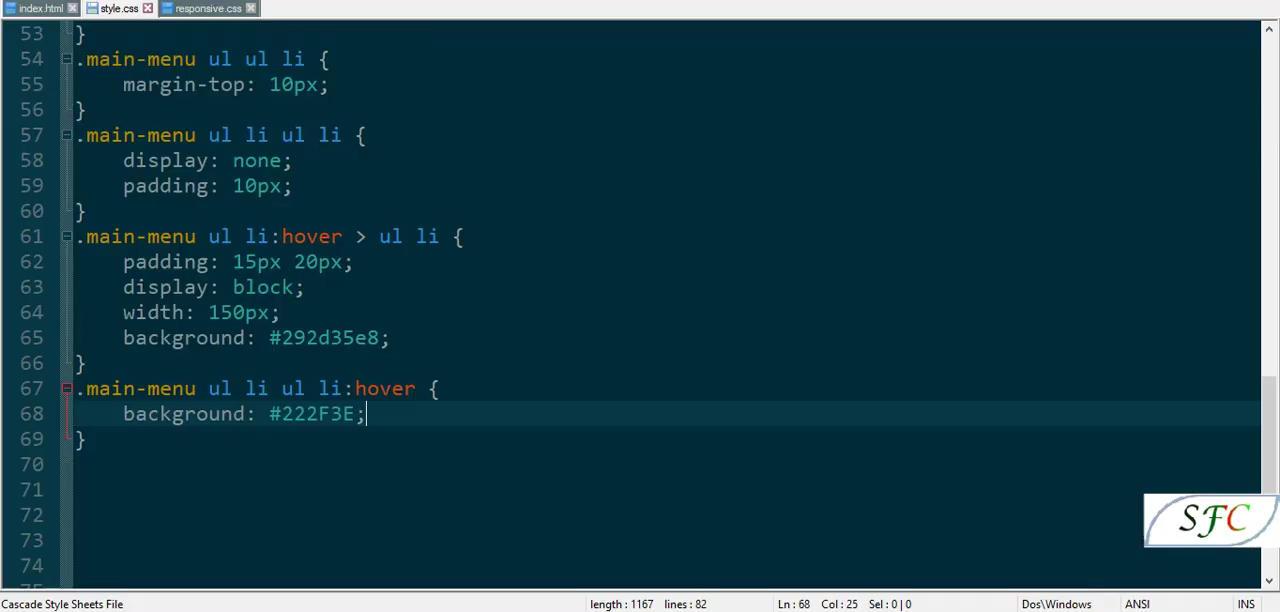 index.html style.css responsive.css
53 }
54 .main-menu ul ul li {
55 margin-top: 10px;
56 }
57 .main-menu ul li ul li {
58 display: none;
59 padding: 10px;
60 }
61 .main-menu ul li:hover > ul li {
62 padding: 15px 20px;
63 display: block;
64 width: 150px;
65 background: #292d35e8;
66 }
67 .main-menu ul li ul li:hover {
68 background: #222F3E;
69 }
70
71
72
73
74
SFC
Cascade Style Sheets File length : 1167 lines : 82 Ln : 68 Col : 25 Sel : 0 | 0 Dos\Windows ANSI INS